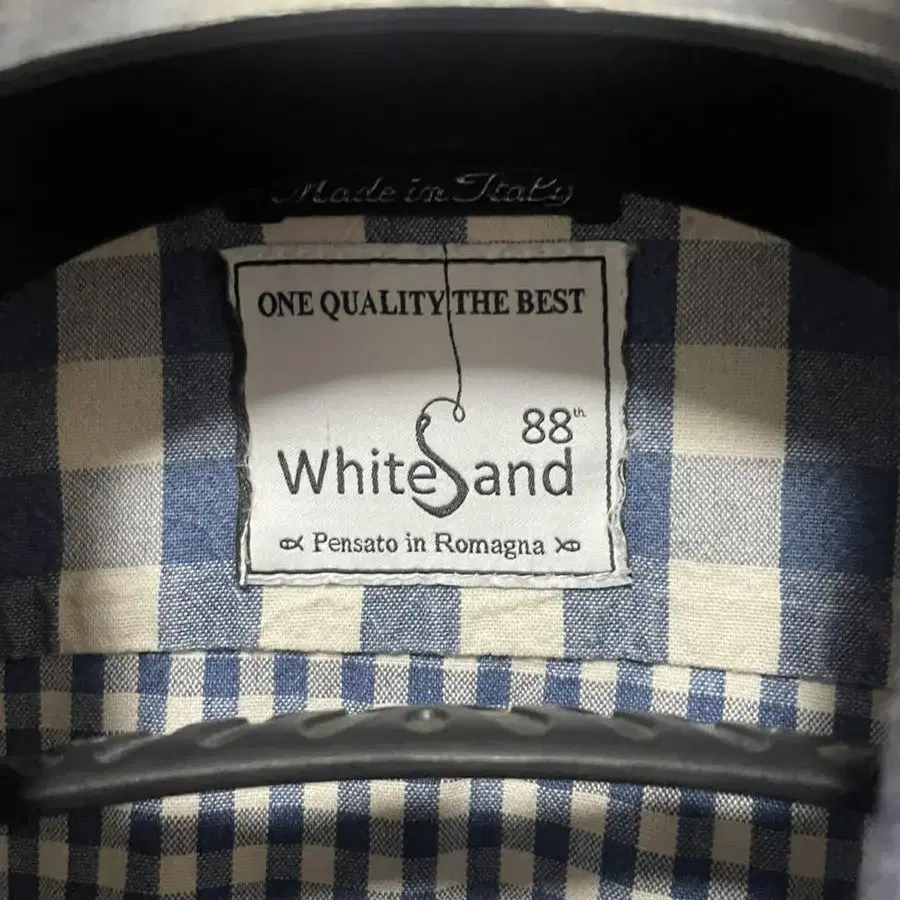 Made in Italy
ONE QUALITY THE BEST
88th
WhiteSand
Pensato in Romagna